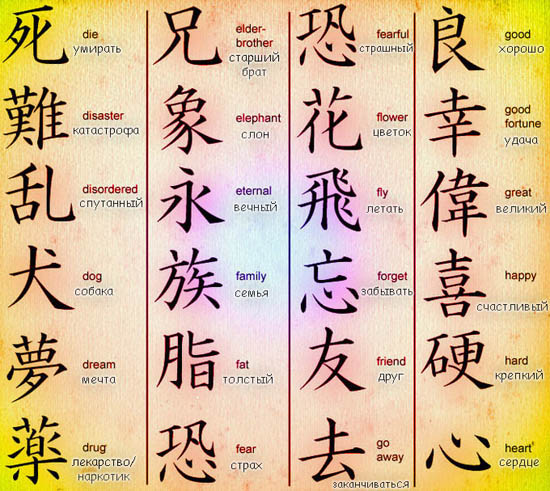 死 die
умирать
難 disaster
катастрофа
乱 disordered
спутанный
犬 dog
собака
夢 dream
мечта
薬 drug
лекарство/
наркотик
兄 elder-
brother
старший
брат
象 elephant
слон
永 eternal
вечный
族 family
семья
脂 fat
толстый
恐 fear
страх
恐 fearful
страшный
花 flower
цветок
飛 fly
летать
忘 forget
забывать
友 friend
друг
去 go
away
заканчиваться
良 good
хорошо
幸 good
fortune
удача
偉 great
великий
喜 happy
счастливый
硬 hard
крепкий
心 heart
сердце